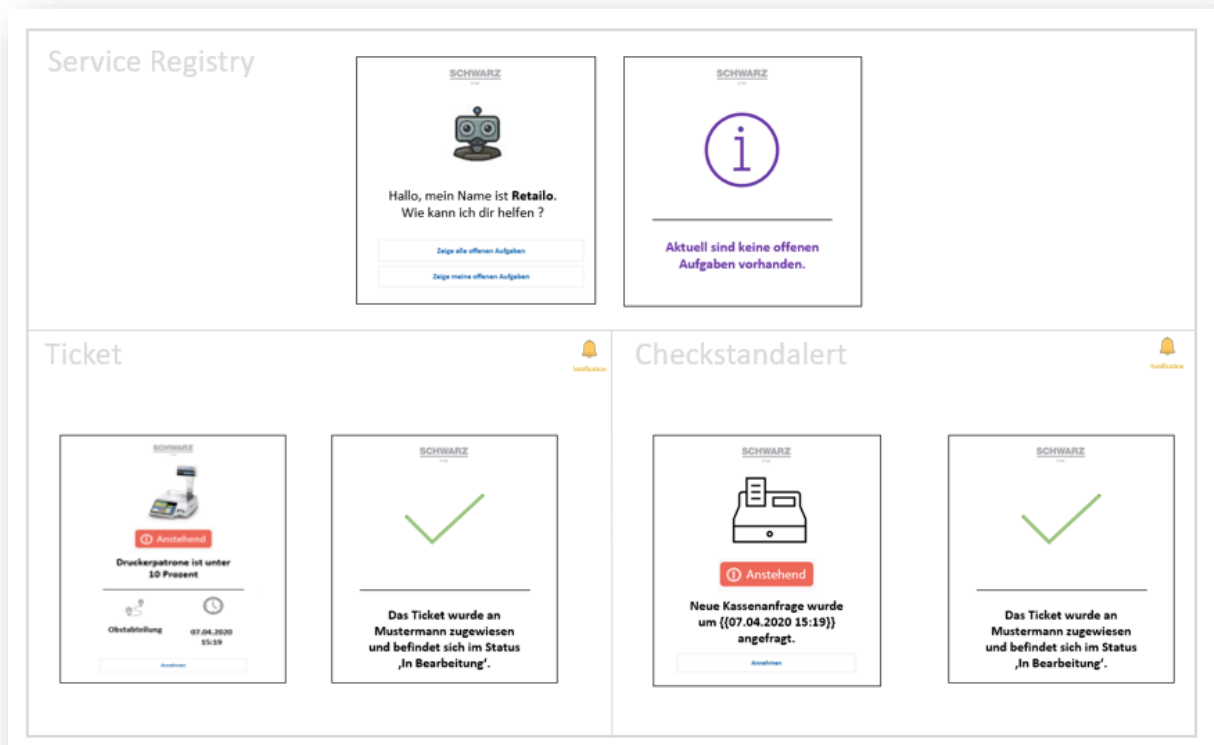 Service Registry
SCHWARZ
Hallo, mein Name ist Retailo.
Wie kann ich dir helfen ?
Zeige alle offenen Aufgaben
Zeige meine offenen Aufgaben
SCHWARZ
Aktuell sind keine offenen
Aufgaben vorhanden.
Ticket
Notification
SCHWARZ
Anstehend
Druckerpatrone ist unter
10 Prozent
Obstabteilung
07.04.2020
15:19
Annehmen
SCHWARZ
Das Ticket wurde an
Mustermann zugewiesen
und befindet sich im Status
‚In Bearbeitung‘.
Checkstandalert
Notification
SCHWARZ
Anstehend
Neue Kassenanfrage wurde
um {{07.04.2020 15:19}}
angefragt.
Annehmen
SCHWARZ
Das Ticket wurde an
Mustermann zugewiesen
und befindet sich im Status
‚In Bearbeitung‘.